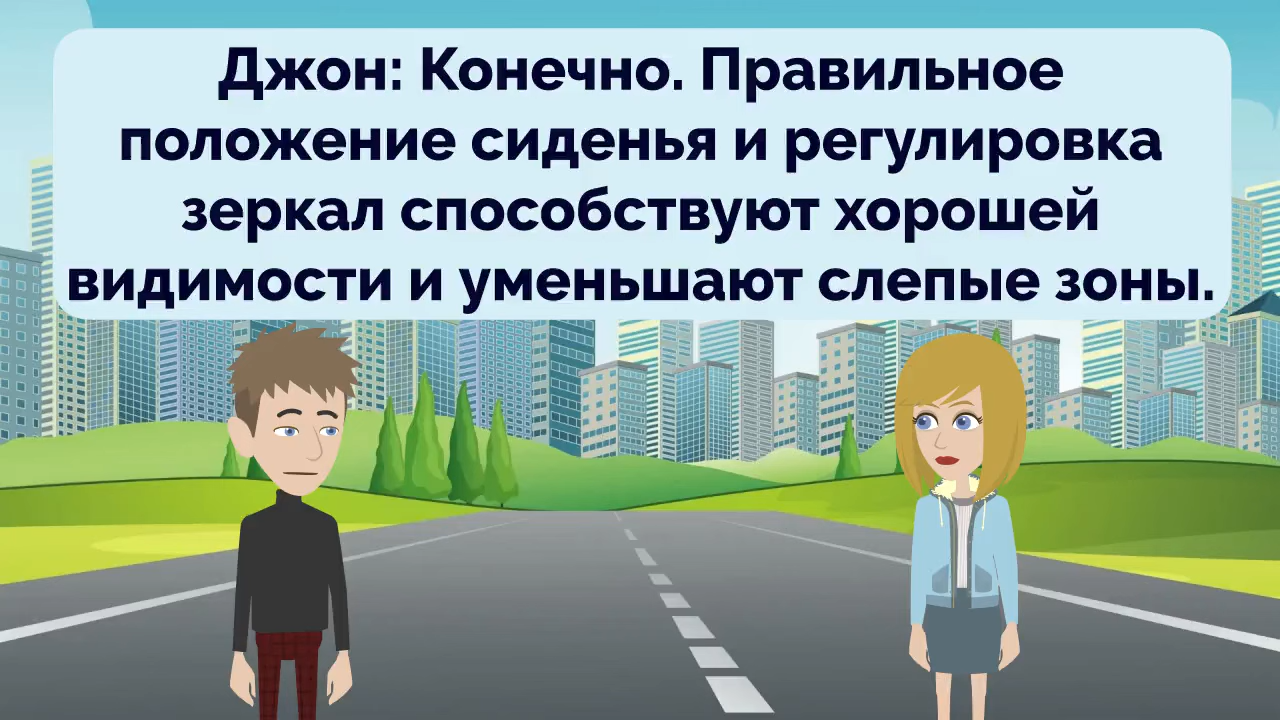 Джон: Конечно. Правильное
положение сиденья и регулировка
зеркал способствуют хорошей
видимости и уменьшают слепые зоны.